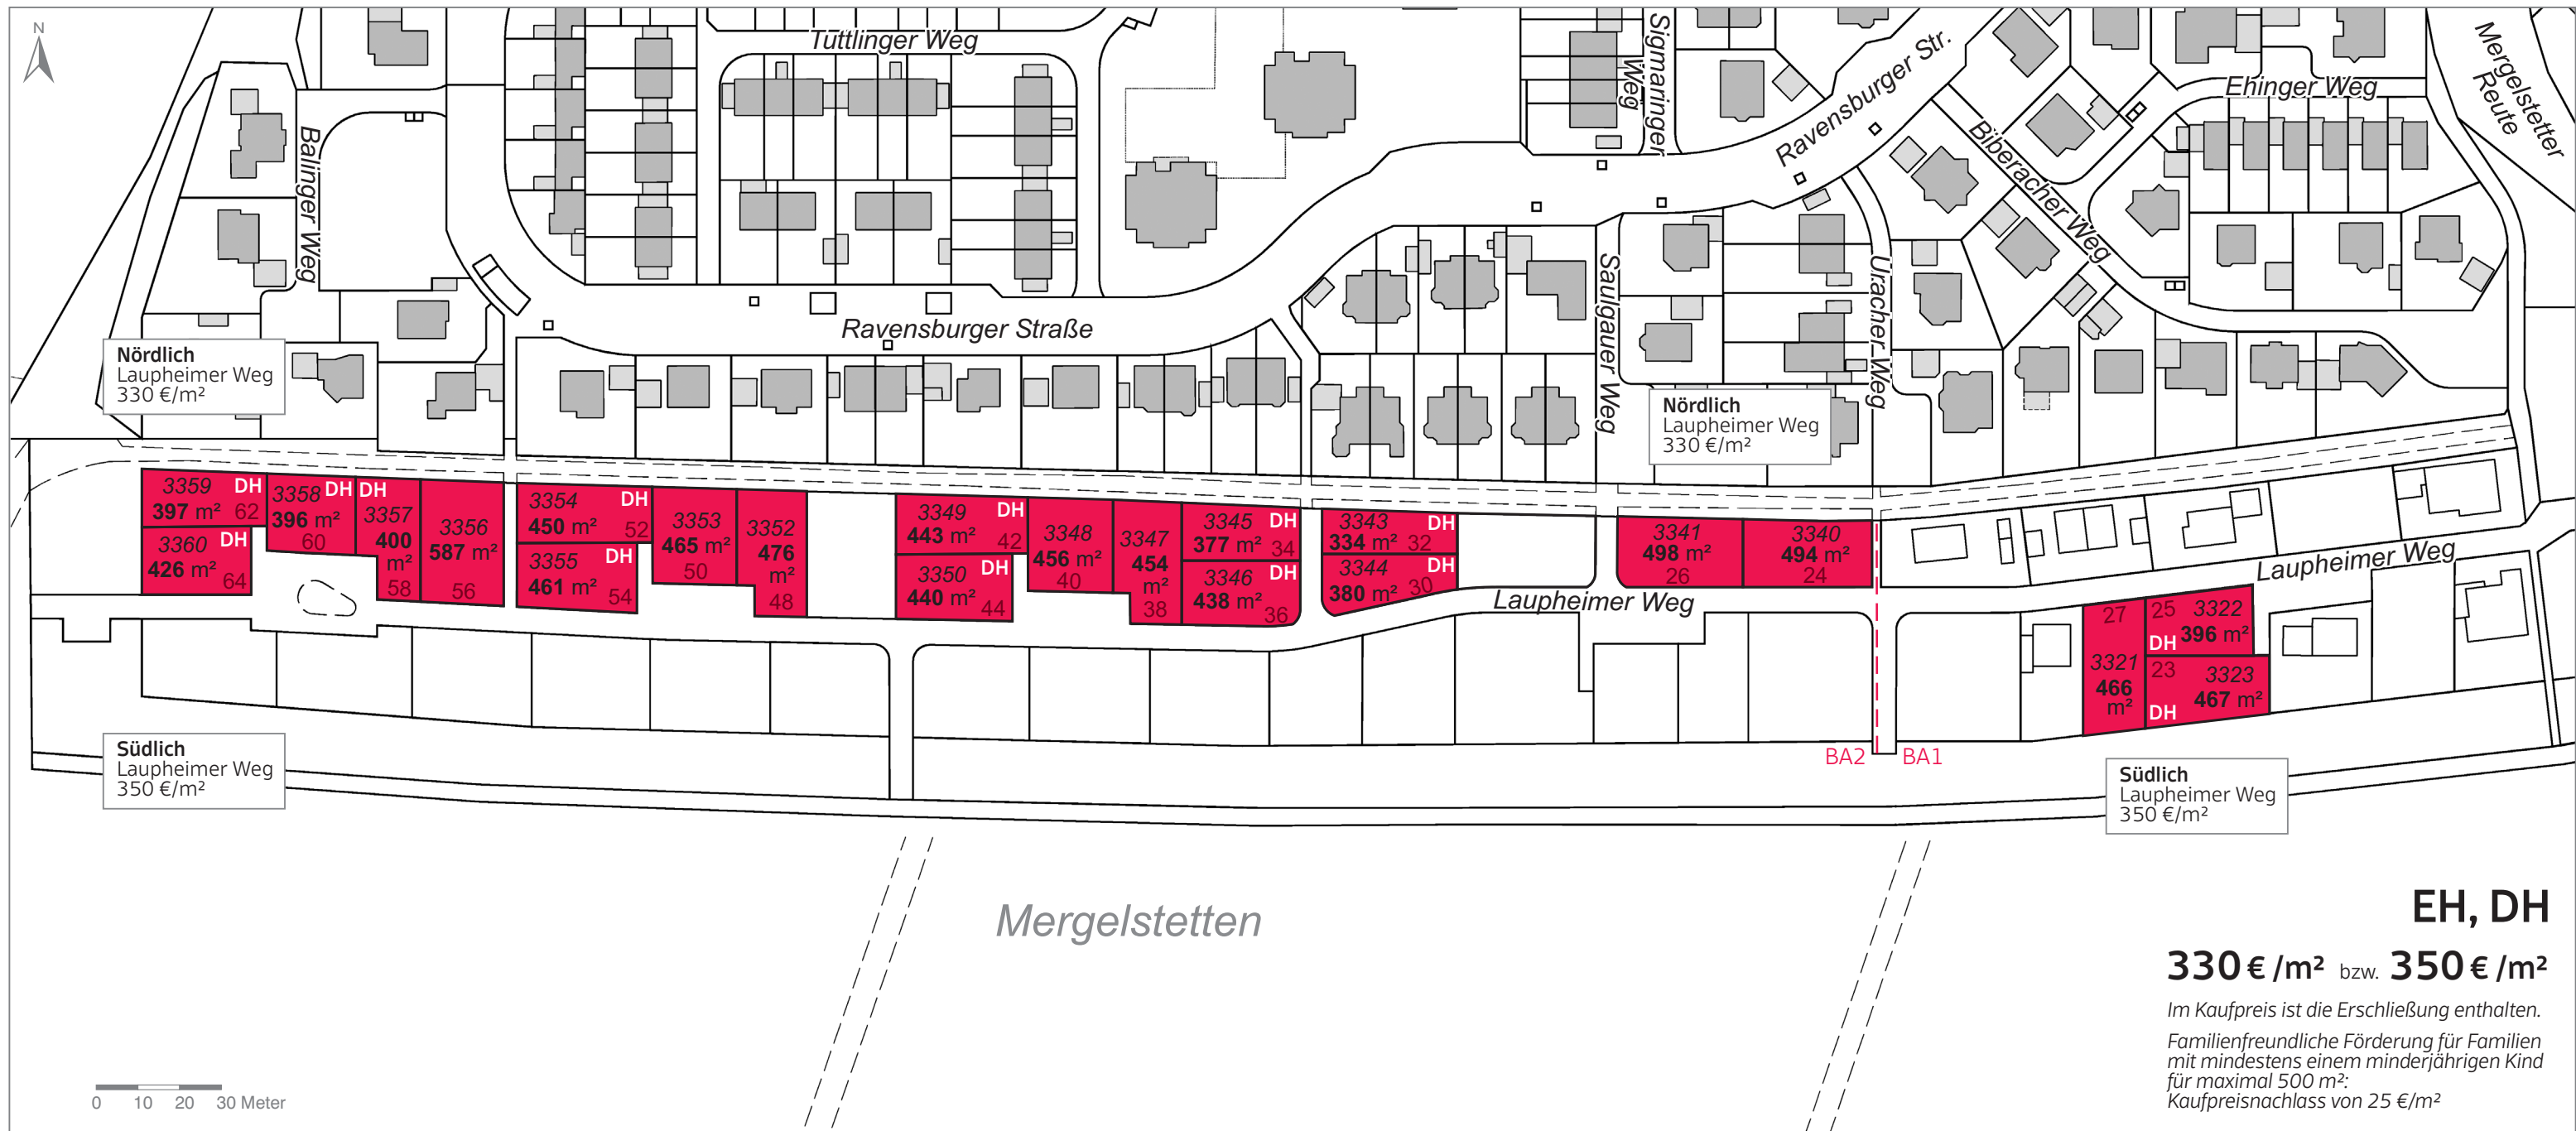 N
Tuttlinger Weg
Sigmaringer
Weg
Ravensburger Str.
Ehinger Weg
Mergelstetter
Reute
Balinger Weg
Biberacher Weg
Saulgauer Weg
Uracher Weg
Ravensburger Straße
Nördlich
Laupheimer Weg
330 €/m²
Nördlich
Laupheimer Weg
330 €/m²
3359 DH
397 m² 62
3360 DH
426 m² 64
3358 DH
396 m²
60
DH
3357
400
m²
58
3356
587 m²
56
3354 DH
450 m² 52
3355 DH
461 m² 54
3353
465 m²
50
3352
476
m²
48
3349 DH
443 m² 42
3350 DH
440 m² 44
3348
456 m²
40
3347
454
m²
38
3345 DH
377 m² 34
3346 DH
438 m² 36
3343 DH
334 m² 32
3344 DH
380 m² 30
3341
498 m²
26
3340
494 m²
24
Laupheimer Weg
Laupheimer Weg
27
3321
466
m²
25 3322
DH 396 m²
23 3323
DH 467 m²
BA2 BA1
Südlich
Laupheimer Weg
350 €/m²
Südlich
Laupheimer Weg
350 €/m²
Mergelstetten
EH, DH
330 € /m² bzw. 350 € /m²
Im Kaufpreis ist die Erschließung enthalten.
Familienfreundliche Förderung für Familien
mit mindestens einem minderjährigen Kind
für maximal 500 m²:
Kaufpreisnachlass von 25 €/m²
0 10 20 30 Meter